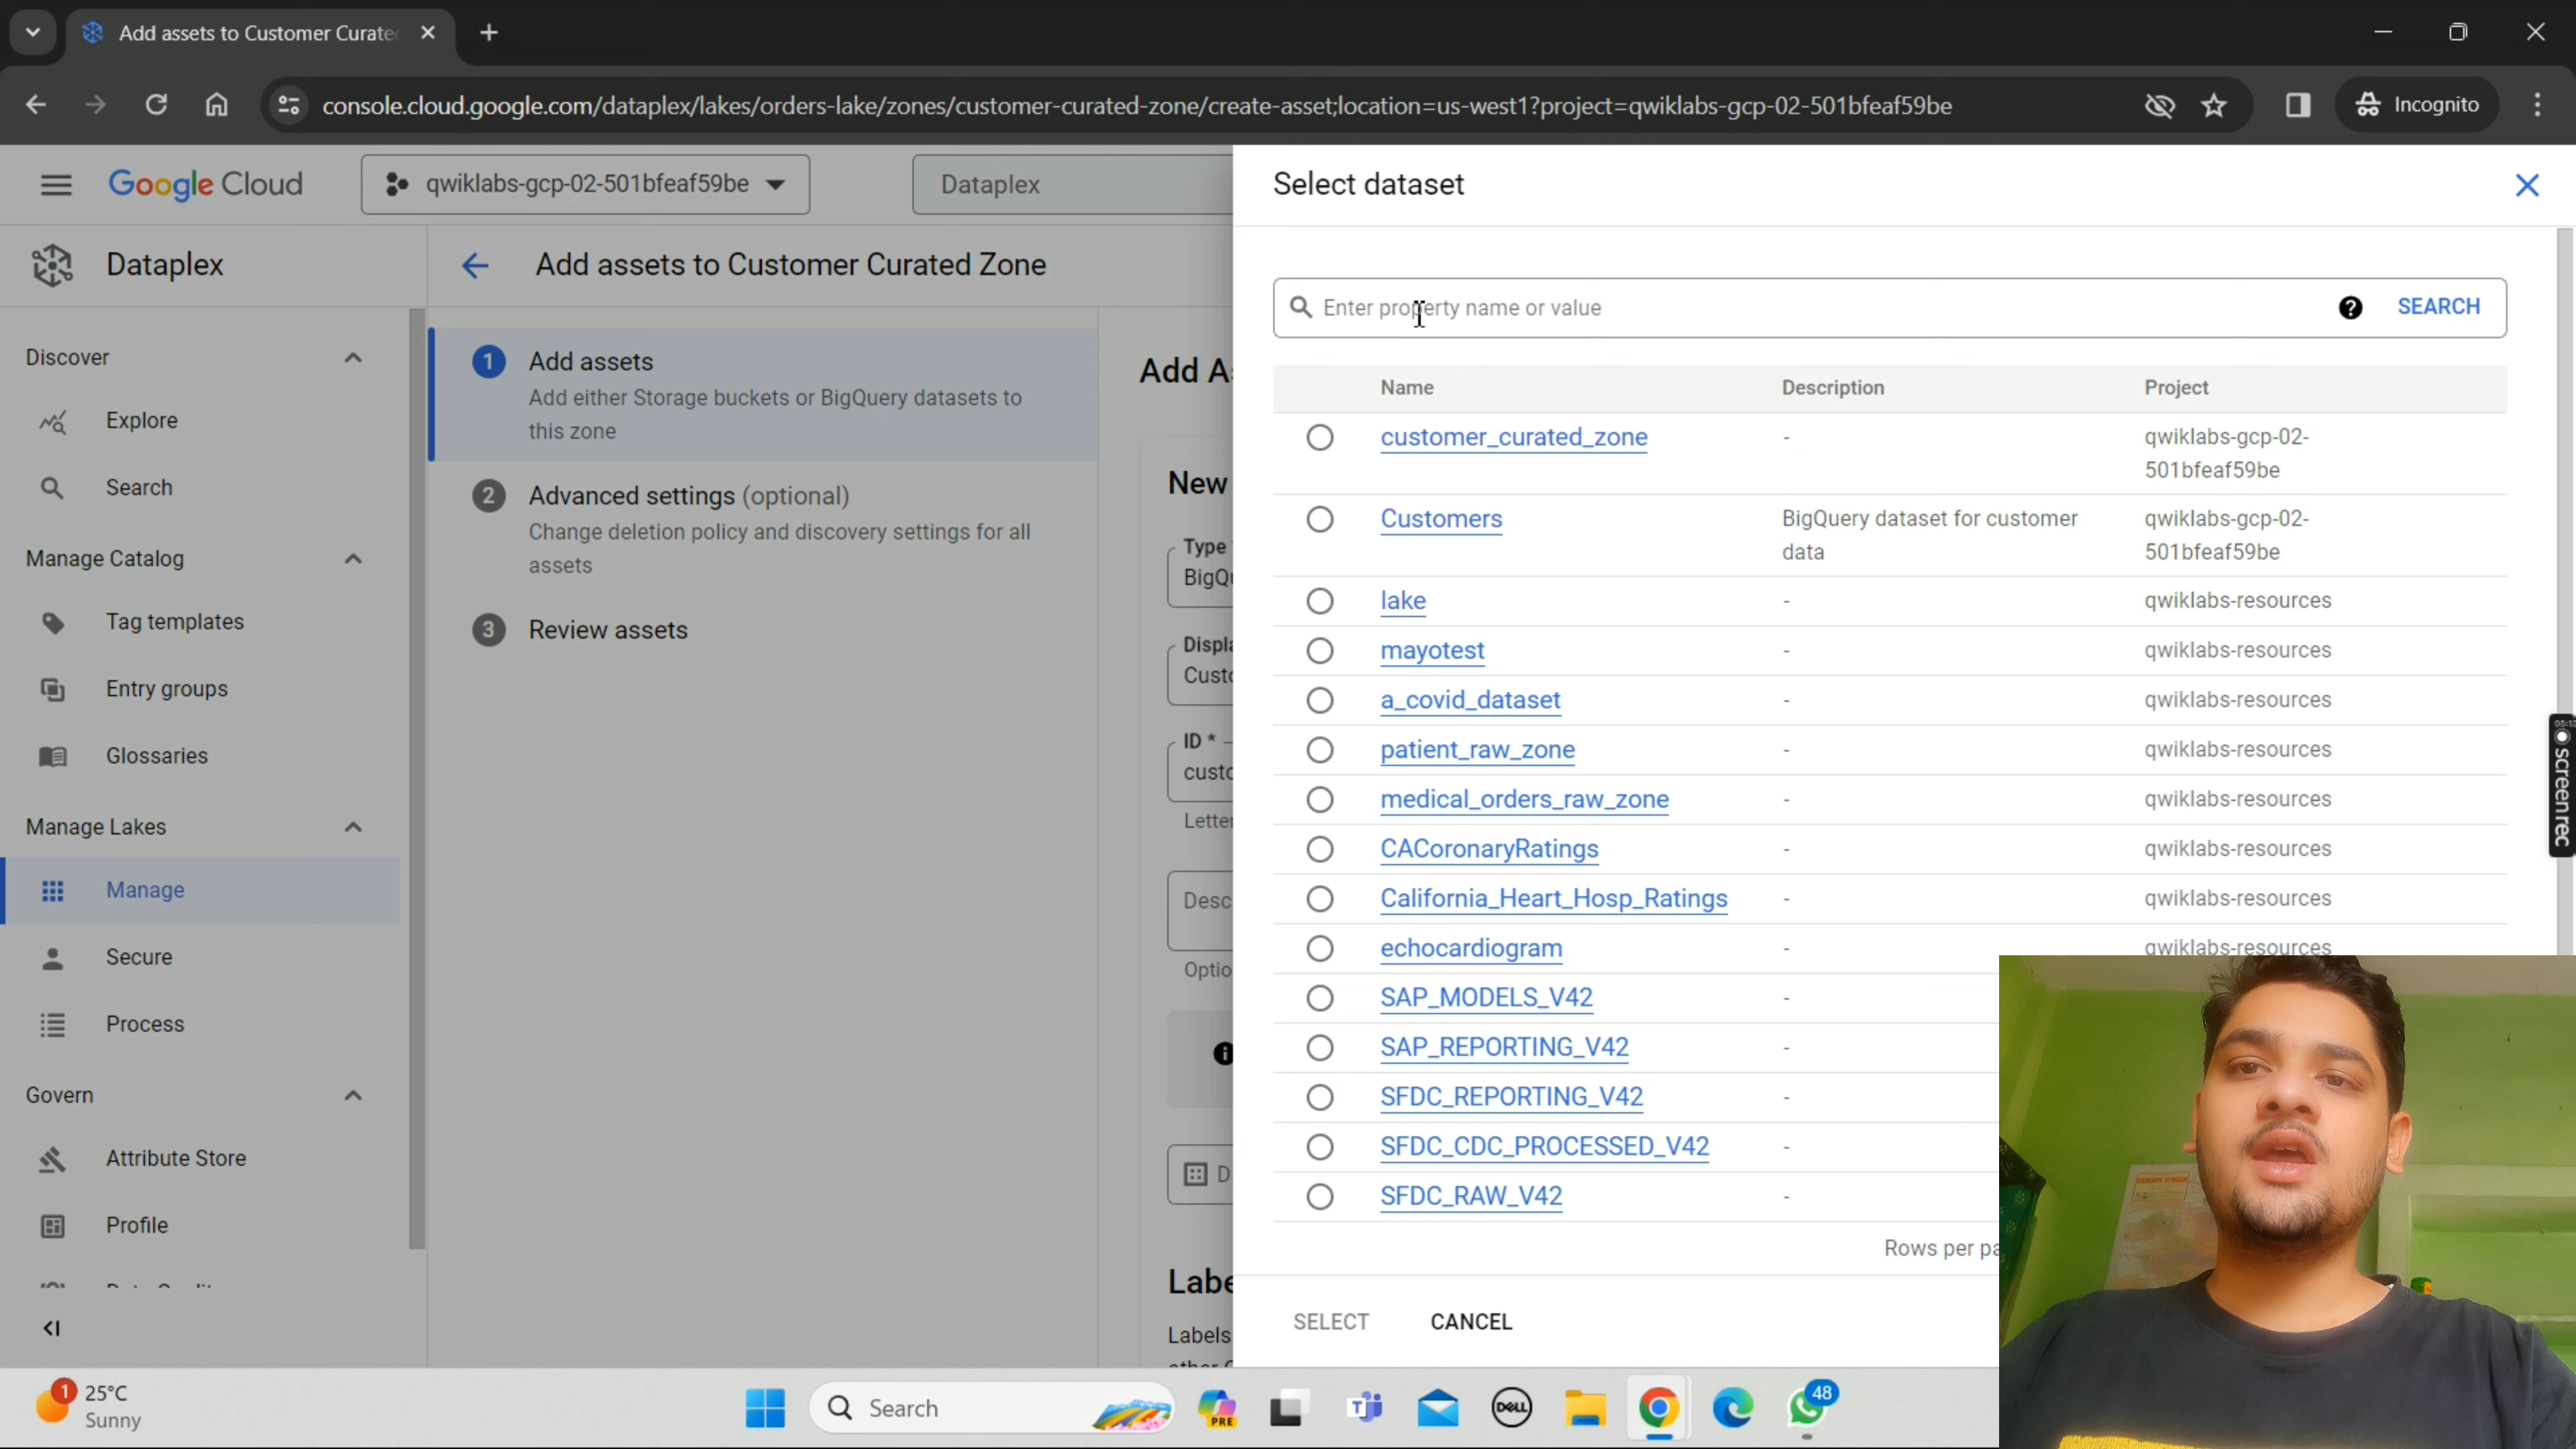 Add assets to Customer Curate
console.cloud.google.com/dataplex/lakes/orders-lake/zones/customer-curated-zone/create-asset;location=us-west1?project=qwiklabs-gcp-02-501bfeaf59be
Incognito
Google Cloud
qwiklabs-gcp-02-501bfeaf59be
Dataplex
Select dataset
Dataplex
Add assets to Customer Curated Zone
Enter property name or value
SEARCH
Discover
Explore
Search
Manage Catalog
Tag templates
Entry groups
Glossaries
Manage Lakes
Manage
Secure
Process
Govern
Attribute Store
Profile
1 Add assets
Add either Storage buckets or BigQuery datasets to
this zone
2 Advanced settings (optional)
Change deletion policy and discovery settings for all
assets
3 Review assets
Add A
New
Type
BigQ
Displ
Custo
ID *
custo
Letter
Desc
Optio
D
Labe
Labels
Name Description Project
customer_curated_zone - qwiklabs-gcp-02-
501bfeaf59be
Customers BigQuery dataset for customer qwiklabs-gcp-02-
data 501bfeaf59be
lake - qwiklabs-resources
mayotest - qwiklabs-resources
a_covid_dataset - qwiklabs-resources
patient_raw_zone - qwiklabs-resources
medical_orders_raw_zone - qwiklabs-resources
CACoronaryRatings - qwiklabs-resources
California_Heart_Hosp_Ratings - qwiklabs-resources
echocardiogram - qwiklabs-resources
SAP_MODELS_V42 -
SAP_REPORTING_V42 -
SFDC_REPORTING_V42 -
SFDC_CDC_PROCESSED_V42 -
SFDC_RAW_V42 -
Rows per pa
SELECT CANCEL
screenrec
1
25°C
Sunny
Search
PRE
DELL
48